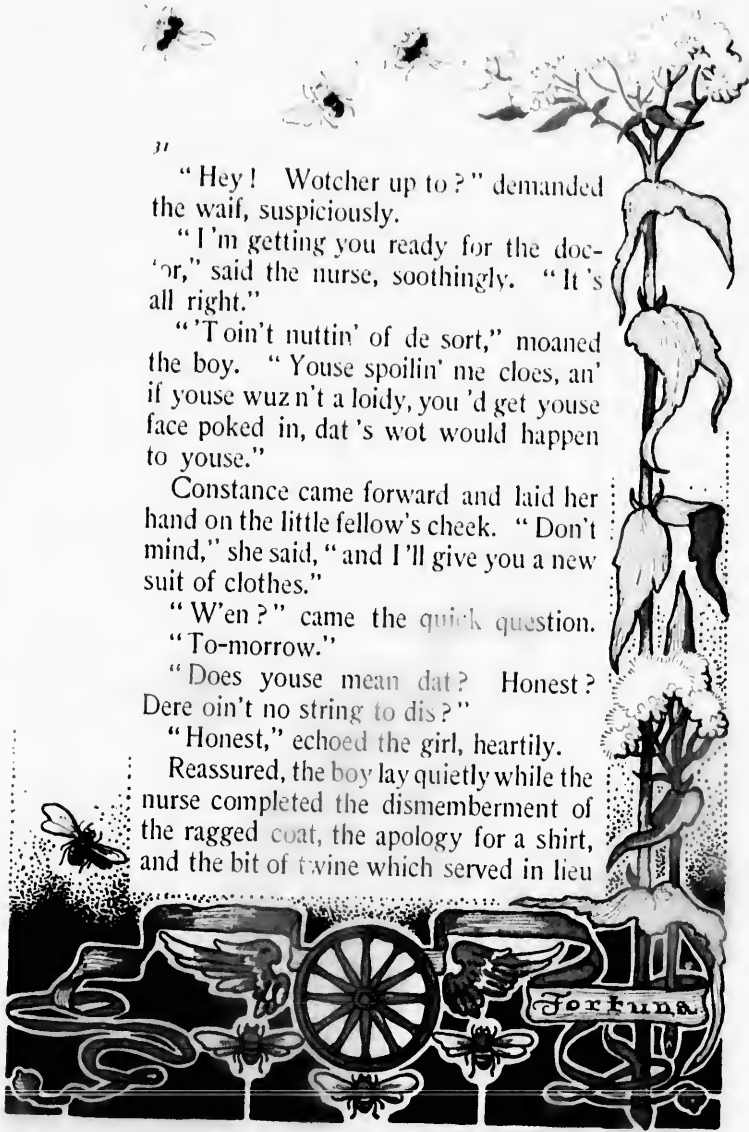 31
"Hey! Wotcher up to?" demanded
the waif, suspiciously.
"I'm getting you ready for the doc-
'or," said the nurse, soothingly. "It's
all right."
"'Toin't nuttin' of de sort," moaned
the boy. "Youse spoilin' me cloes, an'
if youse wuzn't a loidy, you'd get youse
face poked in, dat's wot would happen
to youse."
Constance came forward and laid her
hand on the little fellow's cheek. "Don't
mind," she said, "and I'll give you a new
suit of clothes."
"W'en?" came the quick question.
"To-morrow."
"Does youse mean dat? Honest?
Dere oin't no string to dis?"
"Honest," echoed the girl, heartily.
Reassured, the boy lay quietly while the
nurse completed the dismemberment of
the ragged coat, the apology for a shirt,
and the bit of twine which served in lieu
Fortuna